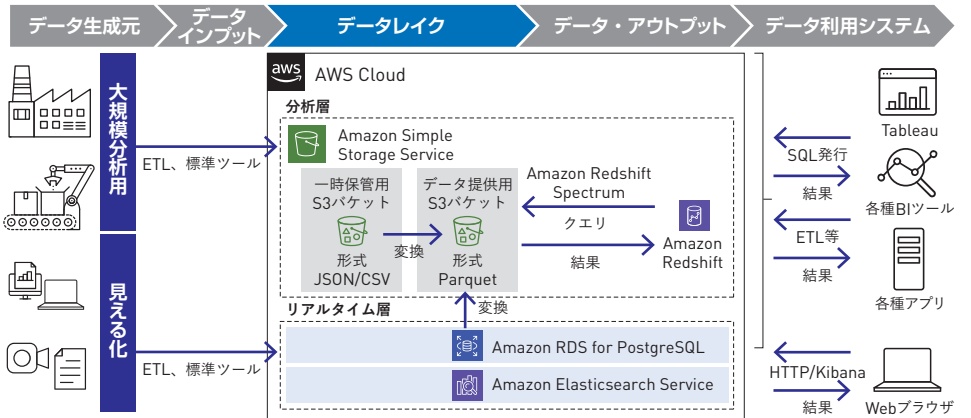 データ生成元
データ
インプット
データレイク
データ・アウトプット
データ利用システム
大規模分析用
見える化
ETL、標準ツール
ETL、標準ツール
aws
AWS Cloud
分析層
Amazon Simple
Storage Service
一時保管用
S3バケット
形式
JSON/CSV
変換
データ提供用
S3バケット
形式
Parquet
Amazon Redshift
Spectrum
クエリ
結果
Amazon
Redshift
変換
リアルタイム層
Amazon RDS for PostgreSQL
Amazon Elasticsearch Service
Tableau
SQL発行
結果
各種BIツール
ETL等
結果
各種アプリ
HTTP/Kibana
結果
Webブラウザ